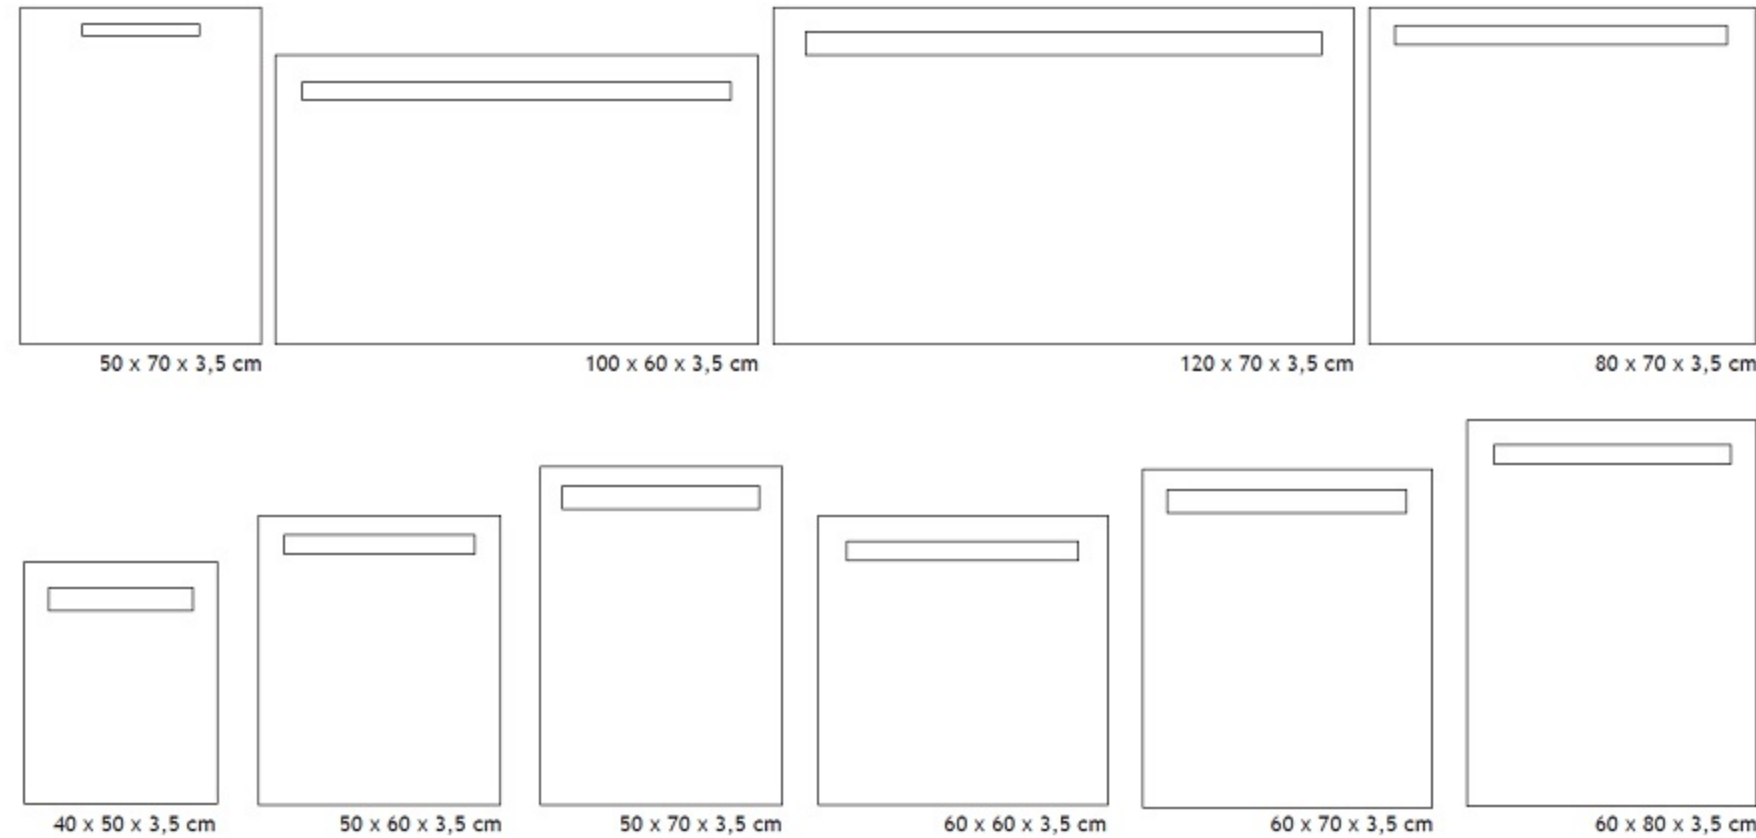 50 x 70 x 3,5 cm
100 x 60 x 3,5 cm
120 x 70 x 3,5 cm
80 x 70 x 3,5 cm
40 x 50 x 3,5 cm
50 x 60 x 3,5 cm
50 x 70 x 3,5 cm
60 x 60 x 3,5 cm
60 x 70 x 3,5 cm
60 x 80 x 3,5 cm